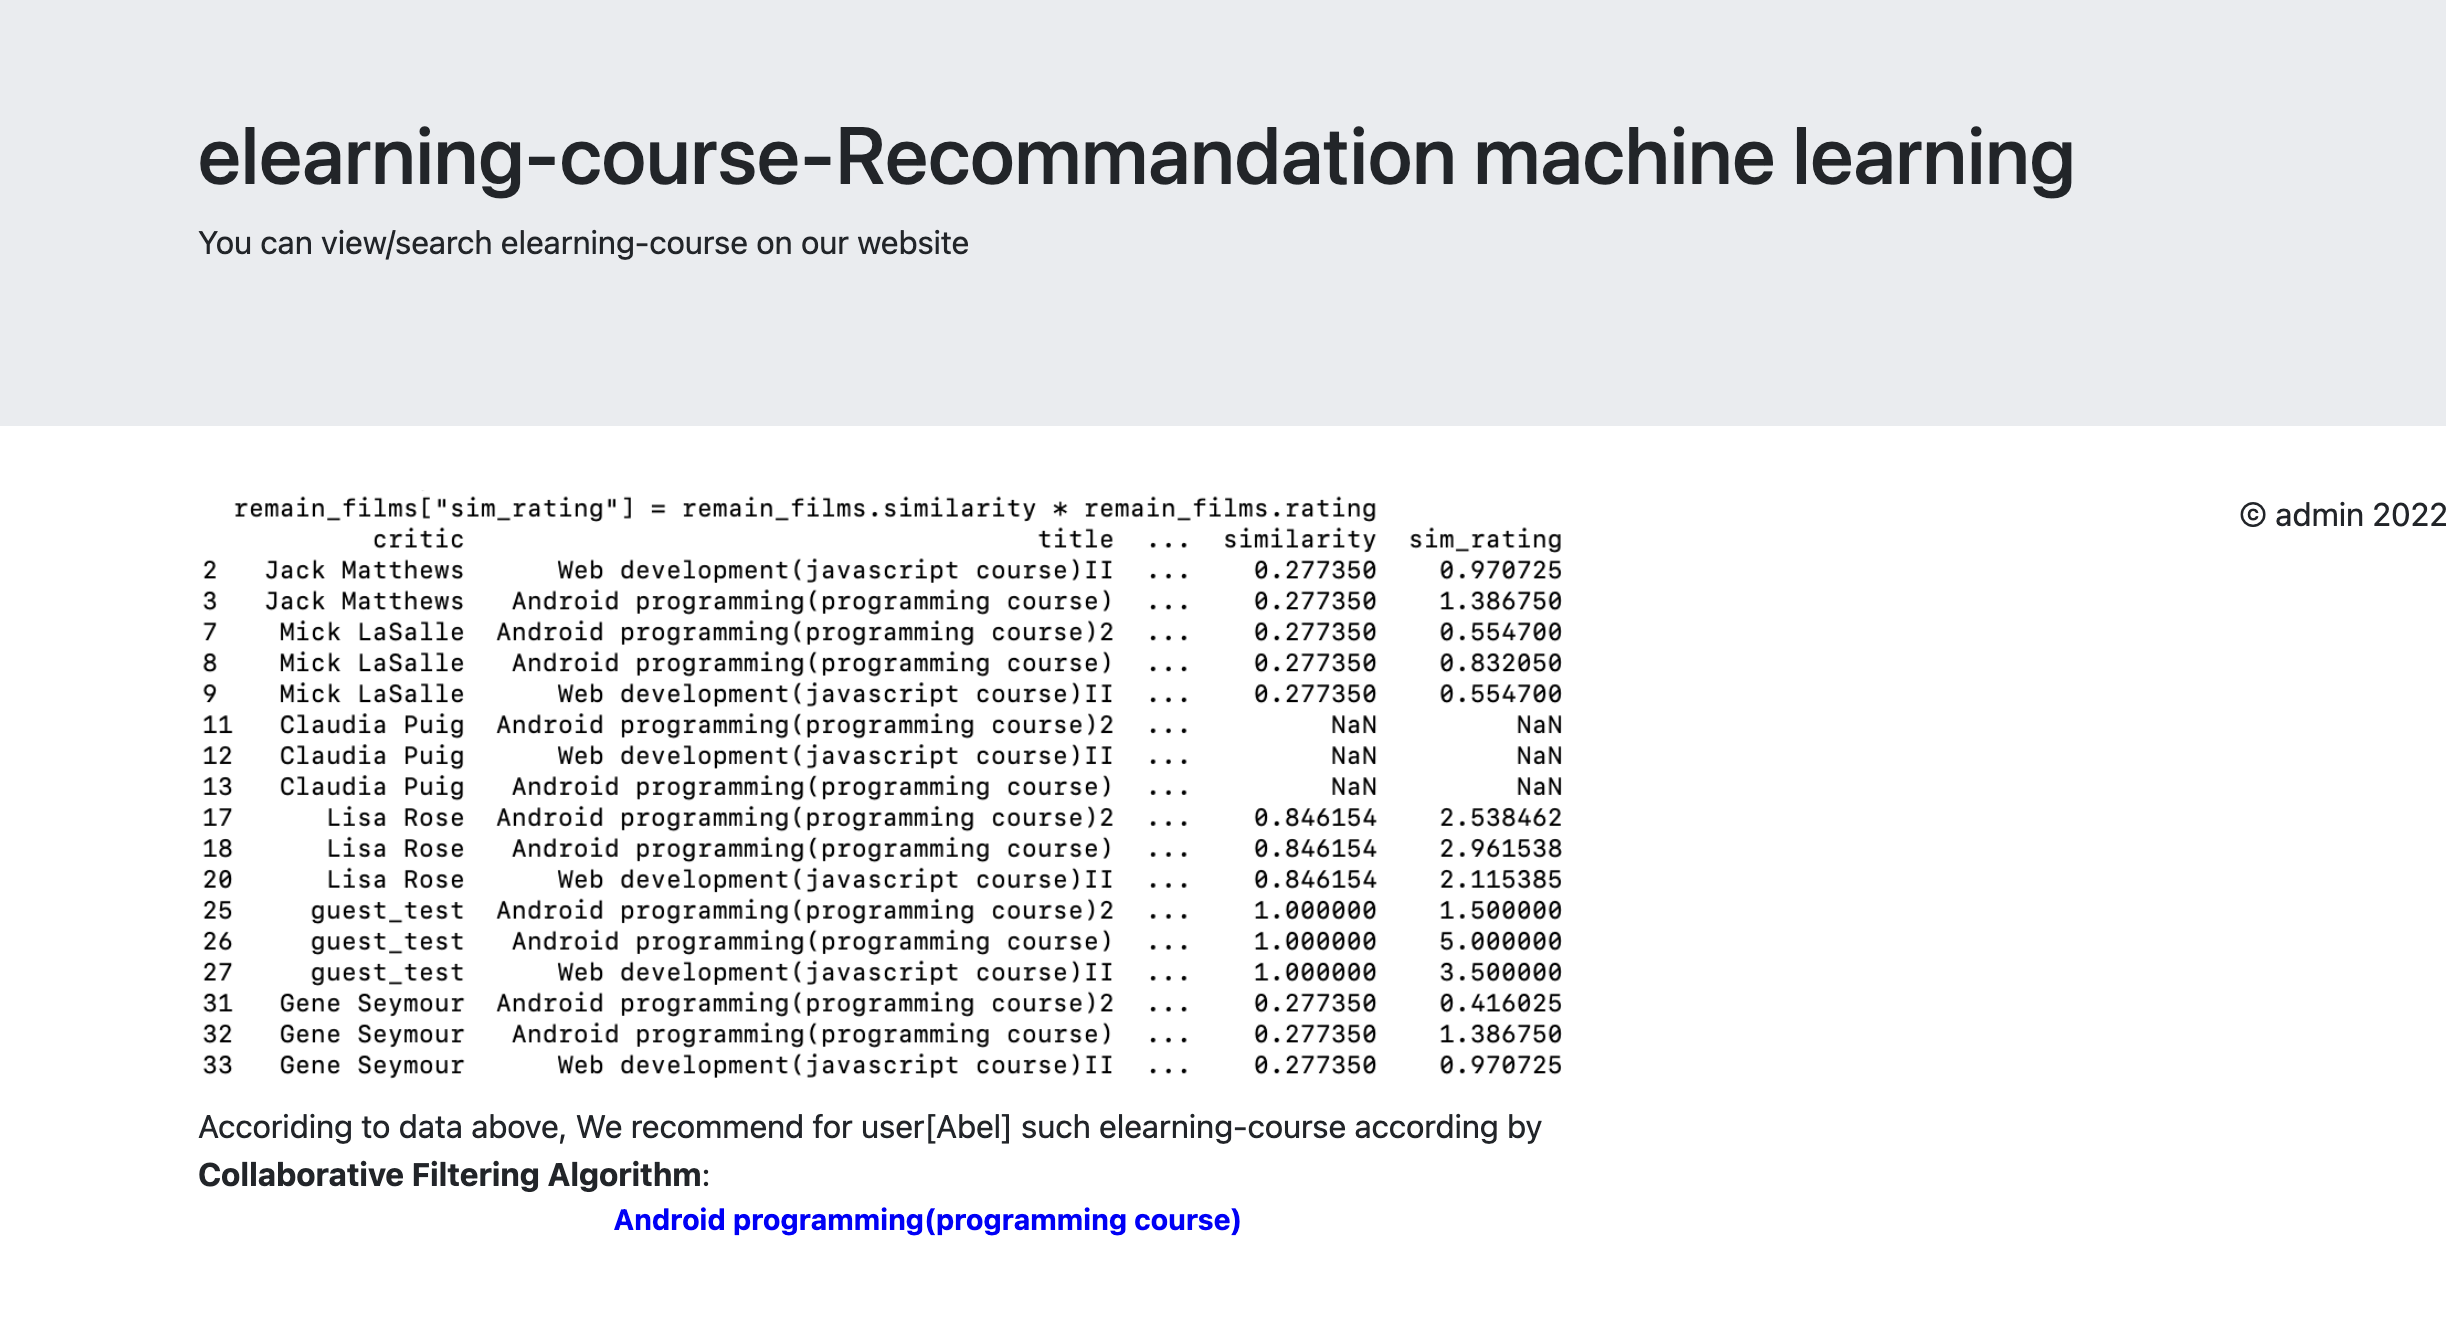 elearning-course-Recommandation machine learning
You can view/search elearning-course on our website
remain_films["sim_rating"] = remain_films.similarity * remain_films.rating
© admin 2022
critic title ... similarity sim_rating
2 Jack Matthews Web development(javascript course)II ... 0.277350 0.970725
3 Jack Matthews Android programming(programming course) ... 0.277350 1.386750
7 Mick LaSalle Android programming(programming course)2 ... 0.277350 0.554700
8 Mick LaSalle Android programming(programming course) ... 0.277350 0.832050
9 Mick LaSalle Web development(javascript course)II ... 0.277350 0.554700
11 Claudia Puig Android programming(programming course)2 ... NaN NaN
12 Claudia Puig Web development(javascript course)II ... NaN NaN
13 Claudia Puig Android programming(programming course) ... NaN NaN
17 Lisa Rose Android programming(programming course)2 ... 0.846154 2.538462
18 Lisa Rose Android programming(programming course) ... 0.846154 2.961538
20 Lisa Rose Web development(javascript course)II ... 0.846154 2.115385
25 guest_test Android programming(programming course)2 ... 1.000000 1.500000
26 guest_test Android programming(programming course) ... 1.000000 5.000000
27 guest_test Web development(javascript course)II ... 1.000000 3.500000
31 Gene Seymour Android programming(programming course)2 ... 0.277350 0.416025
32 Gene Seymour Android programming(programming course) ... 0.277350 1.386750
33 Gene Seymour Web development(javascript course)II ... 0.277350 0.970725
Accoriding to data above, We recommend for user[Abel] such elearning-course according by
Collaborative Filtering Algorithm:
Android programming(programming course)